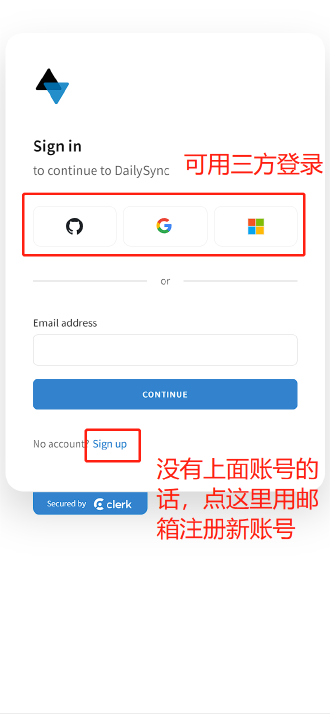 Sign in
to continue to DailySync
可用三方登录
or
Email address
CONTINUE
No account? Sign up
没有上面账号的
话，点这里用邮
箱注册新账号
Secured by clerk